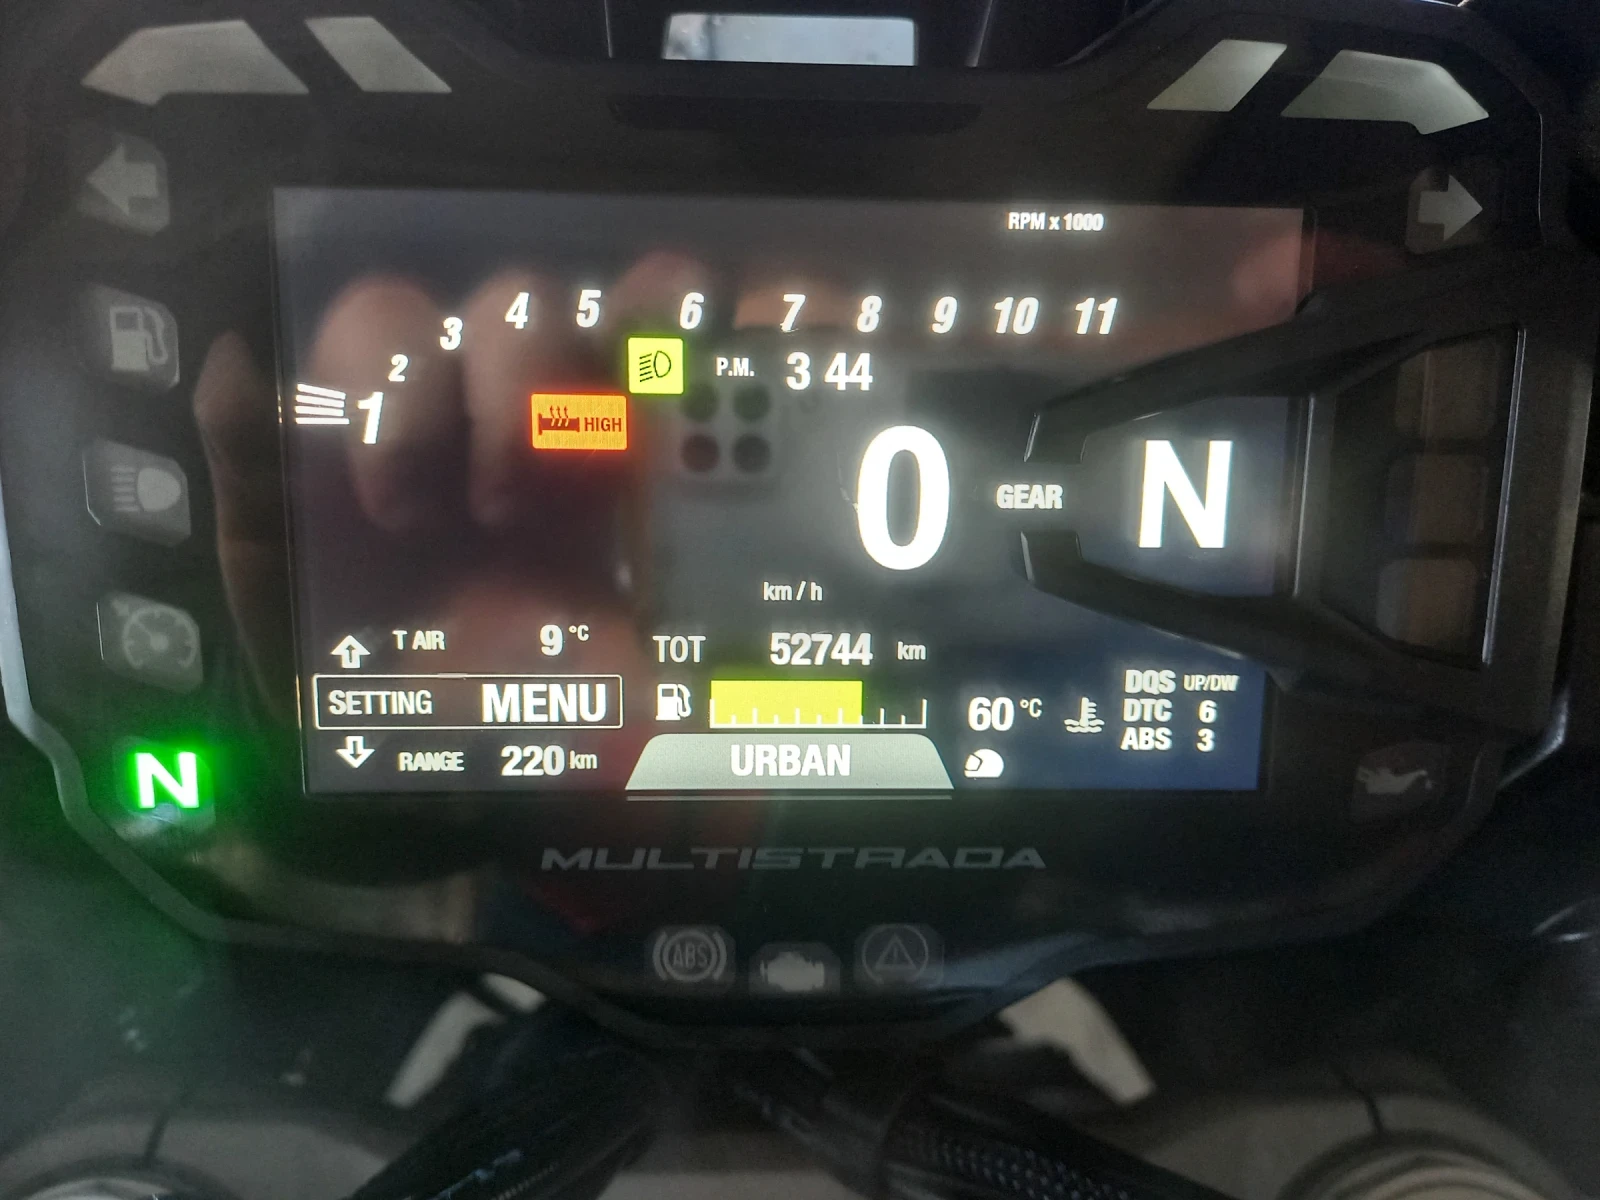 RPM x 1000
1 2 3 4 5 6 7 8 9 10 11
P.M. 3 44
HIGH
0
GEAR N
km / h
T AIR 9 °C
TOT 52744 km
SETTING MENU
60 °C
DQS UP/DW
DTC 6
ABS 3
RANGE 220 km
URBAN
N
MULTISTRADA
ABS